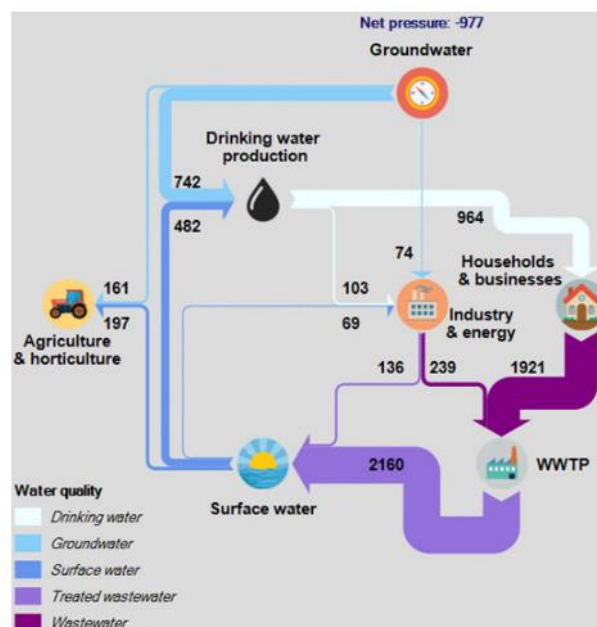 Net pressure: -977
Groundwater
Drinking water
production
742
482
964
74
Households
& businesses
161
197
103
69
Industry
& energy
Agriculture
& horticulture
136
239
1921
2160
WWTP
Surface water
Water quality
Drinking water
Groundwater
Surface water
Treated wastewater
Wastewater